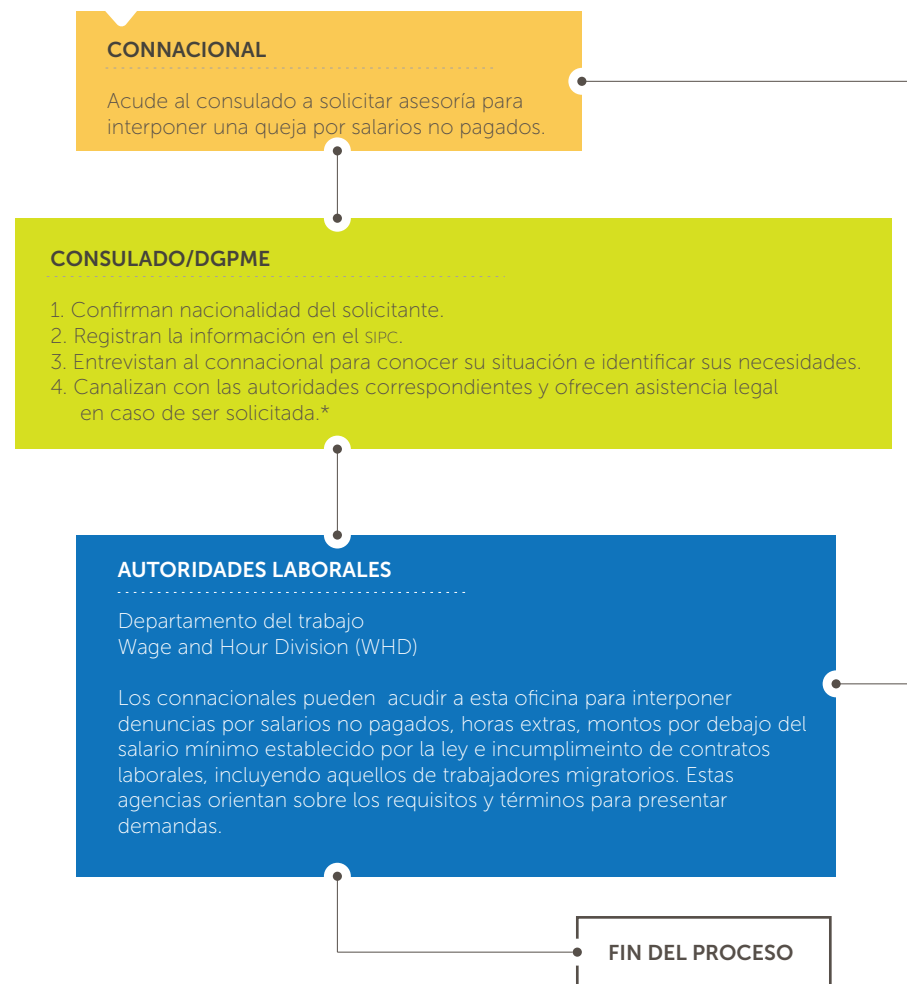 CONNACIONAL
Acude al consulado a solicitar asesoría para
interponer una queja por salarios no pagados.
CONSULADO/DGPME
1. Confirman nacionalidad del solicitante.
2. Registran la información en el SIPC.
3. Entrevistan al connacional para conocer su situación e identificar sus necesidades.
4. Canalizan con las autoridades correspondientes y ofrecen asistencia legal
en caso de ser solicitada.*
AUTORIDADES LABORALES
Departamento del trabajo
Wage and Hour Division (WHD)
Los connacionales pueden acudir a esta oficina para interponer
denuncias por salarios no pagados, horas extras, montos por debajo del
salario mínimo establecido por la ley e incumplimeinto de contratos
laborales, incluyendo aquellos de trabajadores migratorios. Estas
agencias orientan sobre los requisitos y términos para presentar
demandas.
FIN DEL PROCESO